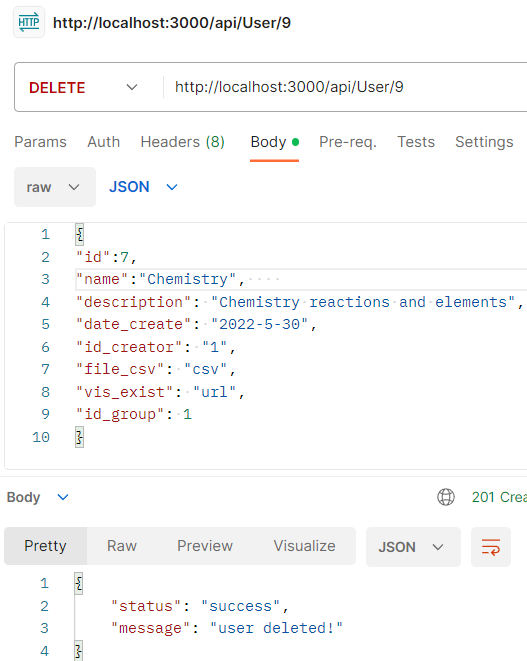 HTTP http://localhost:3000/api/User/9
DELETE http://localhost:3000/api/User/9
Params Auth Headers (8) Body Pre-req. Tests Settings
raw JSON
1 {
2 "id":7,
3 "name":"Chemistry",
4 "description": "Chemistry reactions and elements",
5 "date_create": "2022-5-30",
6 "id_creator": "1",
7 "file_csv": "csv",
8 "vis_exist": "url",
9 "id_group": 1
10 }
Body 201 Crea
Pretty Raw Preview Visualize JSON
1 {
2 "status": "success",
3 "message": "user deleted!"
4 }